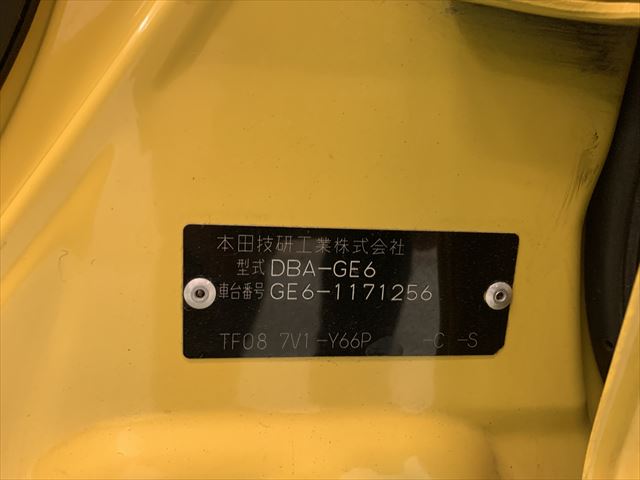 本田技研工業株式会社
型式 DBA-GE6
車台番号 GE6-1171256
TF08 7V1-Y66P -C -S